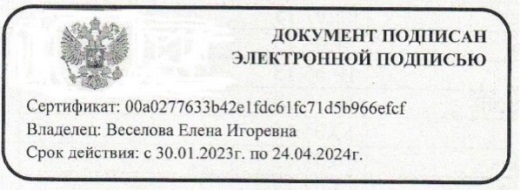 ДОКУМЕНТ ПОДПИСАН
ЭЛЕКТРОННОЙ ПОДПИСЬЮ
Сертификат: 00a0277633b42e1fdc61fc71d5b966efcf
Владелец: Веселова Елена Игоревна
Срок действия: с 30.01.2023г. по 24.04.2024г.